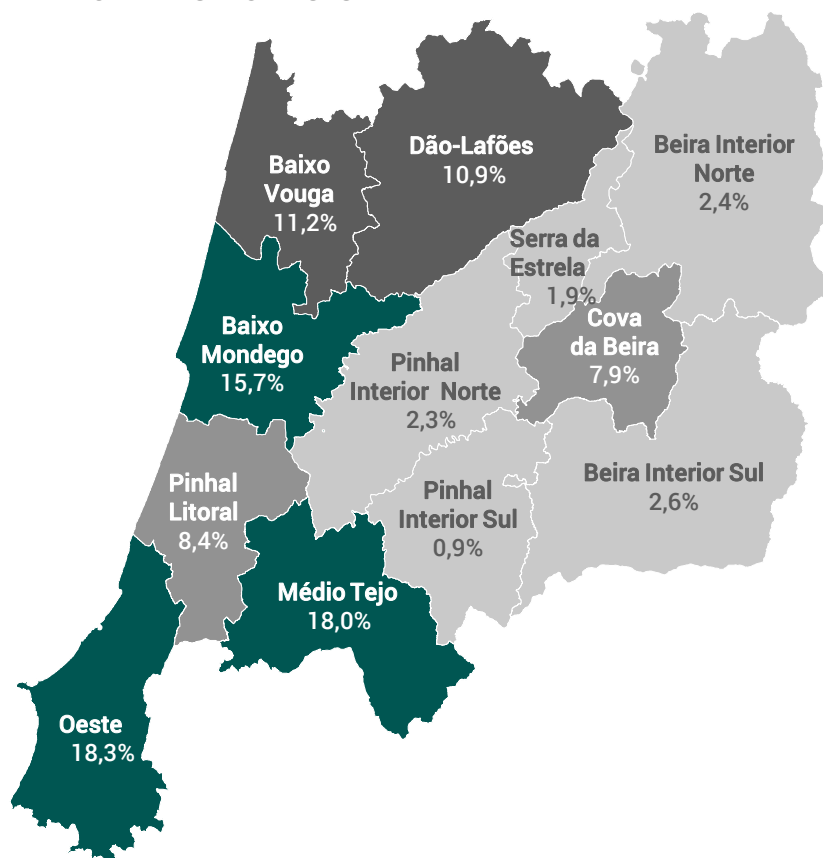 Dão-Lafões
10,9%
Beira Interior
Norte
2,4%
Baixo
Vouga
11,2%
Serra da
Estrela
1,9%
Baixo
Mondego
15,7%
Cova
da Beira
7,9%
Pinhal
Interior Norte
2,3%
Beira Interior Sul
2,6%
Pinhal
Litoral
8,4%
Pinhal
Interior Sul
0,9%
Médio Tejo
18,0%
Oeste
18,3%